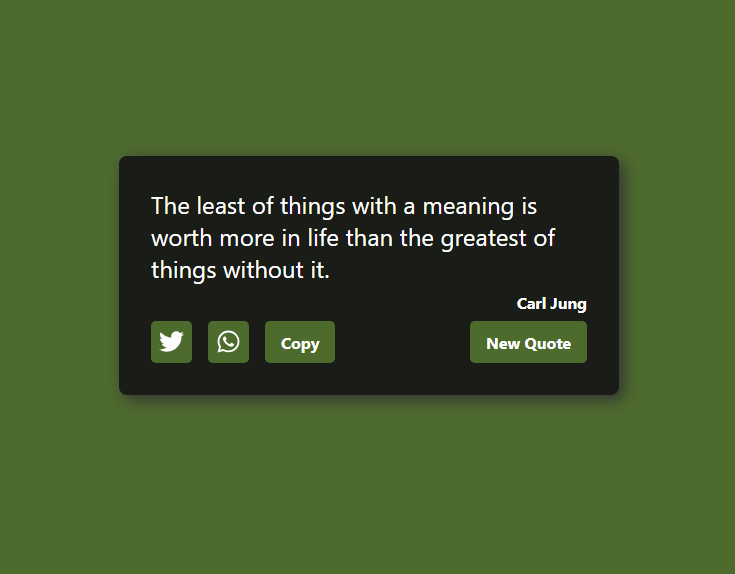 The least of things with a meaning is
worth more in life than the greatest of
things without it.
Carl Jung
Copy
New Quote